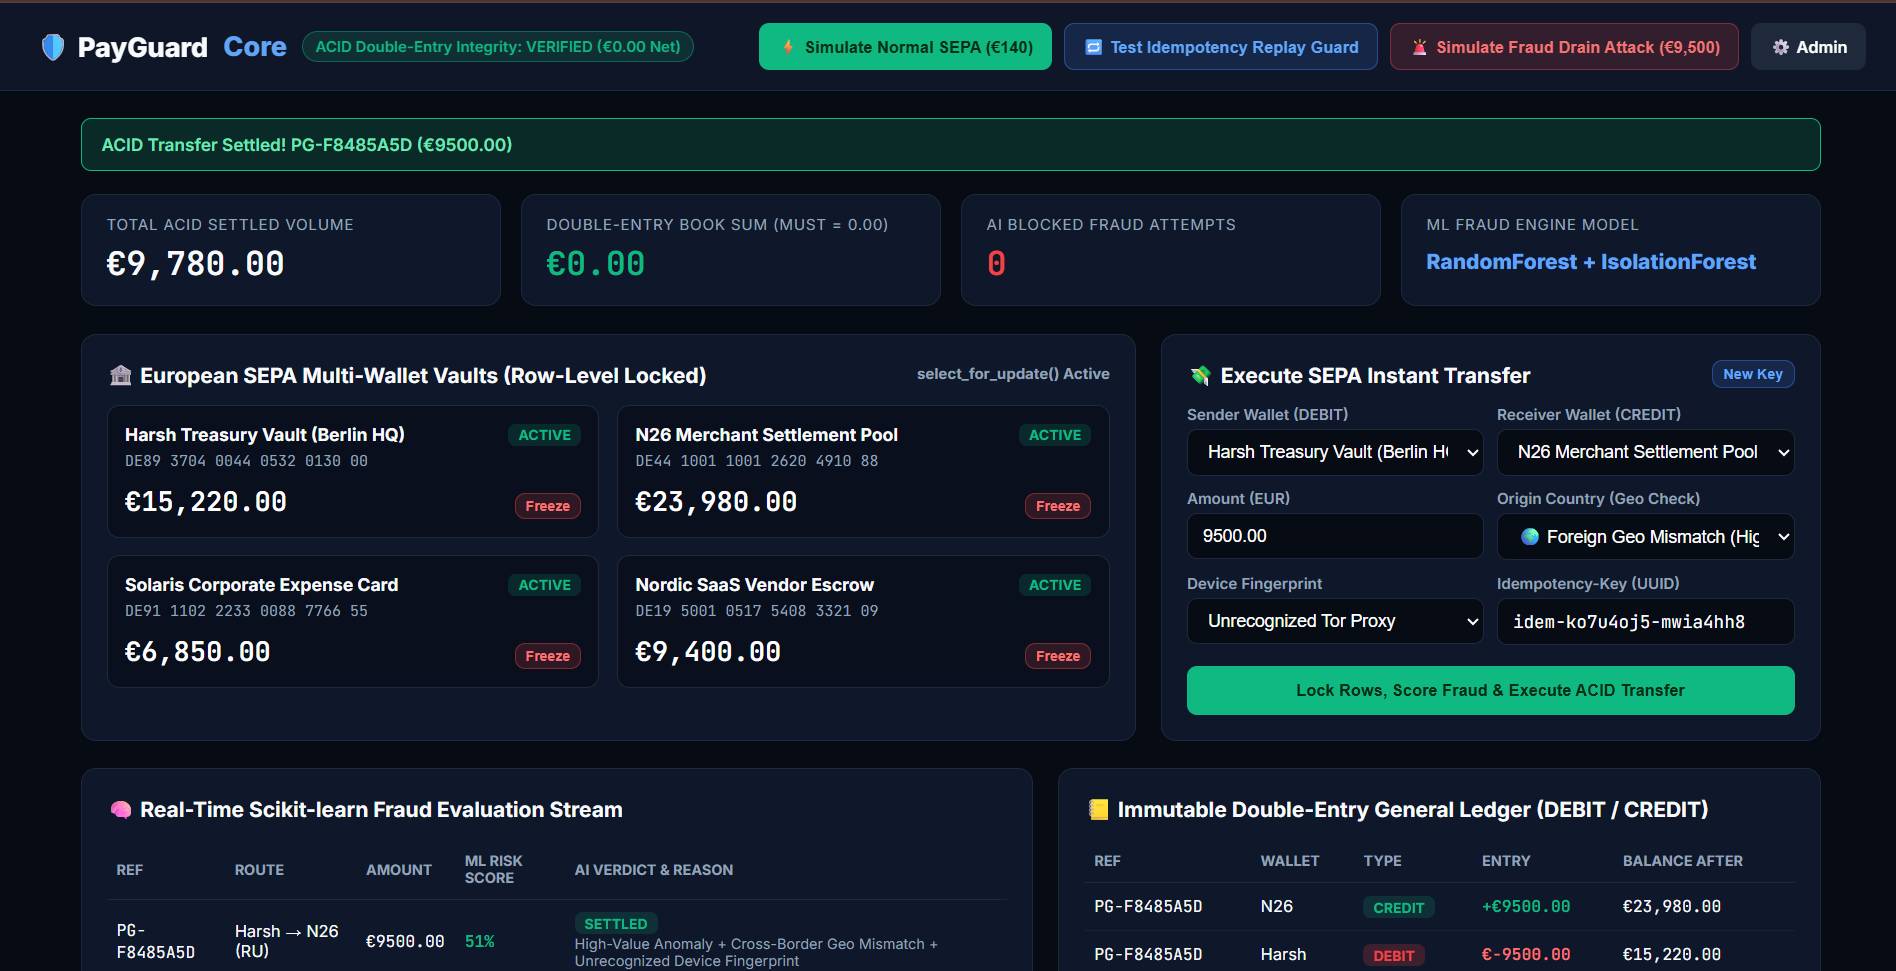 PayGuard Core
ACID Double-Entry Integrity: VERIFIED (€0.00 Net)
Simulate Normal SEPA (€140)
Test Idempotency Replay Guard
Simulate Fraud Drain Attack (€9,500)
Admin
ACID Transfer Settled! PG-F8485A5D (€9500.00)
TOTAL ACID SETTLED VOLUME
€9,780.00
DOUBLE-ENTRY BOOK SUM (MUST = 0.00)
€0.00
AI BLOCKED FRAUD ATTEMPTS
0
ML FRAUD ENGINE MODEL
RandomForest + IsolationForest
European SEPA Multi-Wallet Vaults (Row-Level Locked)
select_for_update() Active
Harsh Treasury Vault (Berlin HQ)
ACTIVE
DE89 3704 0044 0532 0130 00
€15,220.00
Freeze
N26 Merchant Settlement Pool
ACTIVE
DE44 1001 1001 2620 4910 88
€23,980.00
Freeze
Solaris Corporate Expense Card
ACTIVE
DE91 1102 2233 0088 7766 55
€6,850.00
Freeze
Nordic SaaS Vendor Escrow
ACTIVE
DE19 5001 0517 5408 3321 09
€9,400.00
Freeze
Execute SEPA Instant Transfer
New Key
Sender Wallet (DEBIT)
Harsh Treasury Vault (Berlin H
Receiver Wallet (CREDIT)
N26 Merchant Settlement Pool
Amount (EUR)
9500.00
Origin Country (Geo Check)
Foreign Geo Mismatch (Hig
Device Fingerprint
Unrecognized Tor Proxy
Idempotency-Key (UUID)
idem-ko7u4oj5-mwia4hh8
Lock Rows, Score Fraud & Execute ACID Transfer
Real-Time Scikit-learn Fraud Evaluation Stream
REF
ROUTE
AMOUNT
ML RISK
SCORE
AI VERDICT & REASON
PG-
F8485A5D
Harsh → N26
(RU)
€9500.00
51%
SETTLED
High-Value Anomaly + Cross-Border Geo Mismatch +
Unrecognized Device Fingerprint
Immutable Double-Entry General Ledger (DEBIT / CREDIT)
REF
WALLET
TYPE
ENTRY
BALANCE AFTER
PG-F8485A5D
N26
CREDIT
+€9500.00
€23,980.00
PG-F8485A5D
Harsh
DEBIT
€-9500.00
€15,220.00